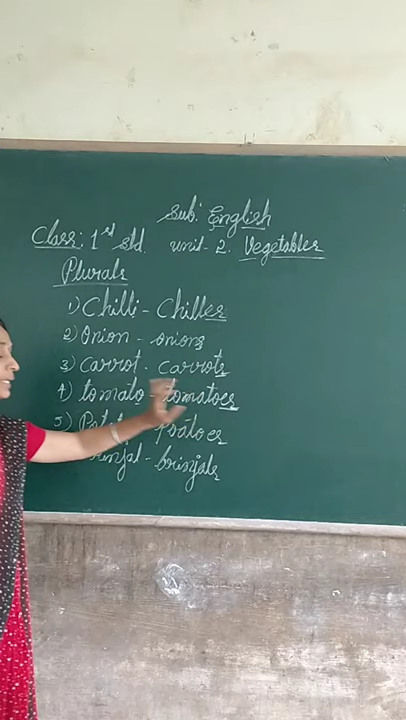 Sub: English
Class: 1st std. unit-2. Vegetables
Plurals
1) Chilli - Chilles
2) Onion - onions
3) Carrot - carrots
4) tomato - tomatoes
5)
brinjals